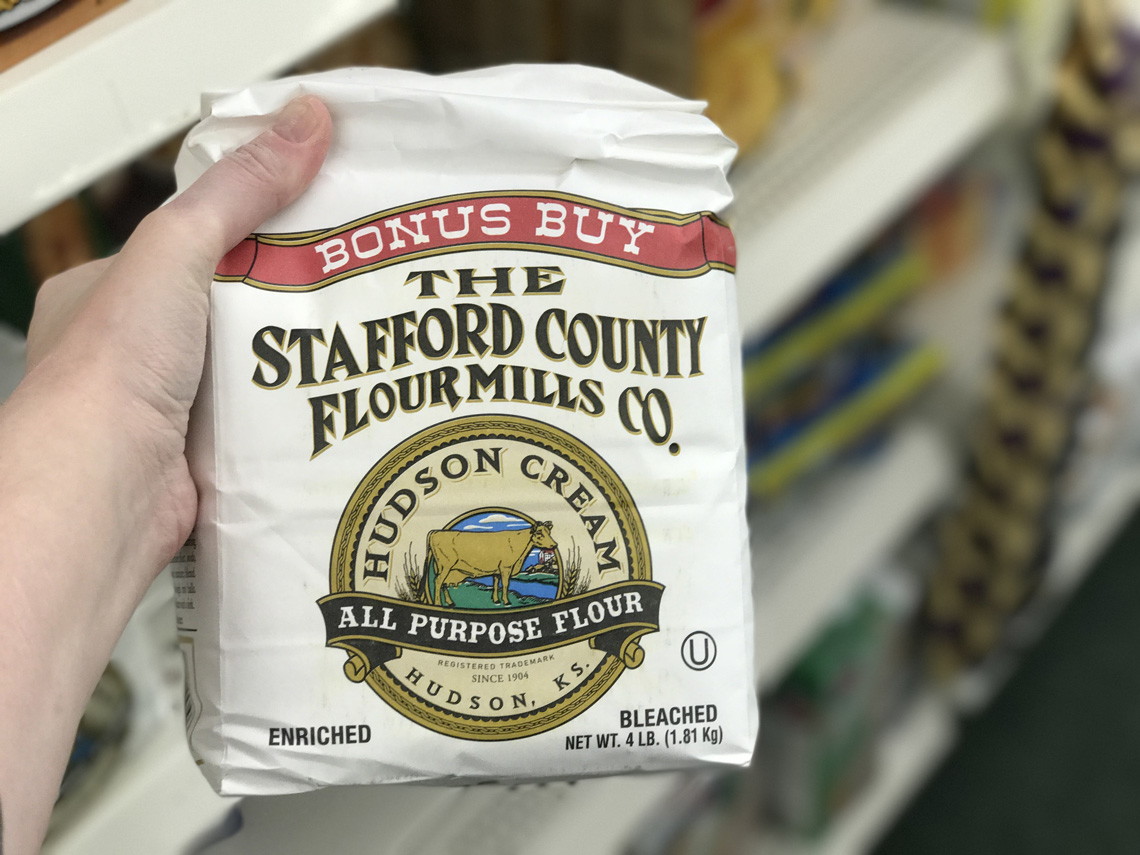 BONUS BUY
THE
STAFFORD COUNTY
FLOUR MILLS CO.
HUDSON CREAM
ALL PURPOSE FLOUR
REGISTERED TRADEMARK
SINCE 1904
HUDSON, KS.
U
ENRICHED
BLEACHED
NET WT. 4 LB. (1.81 Kg)